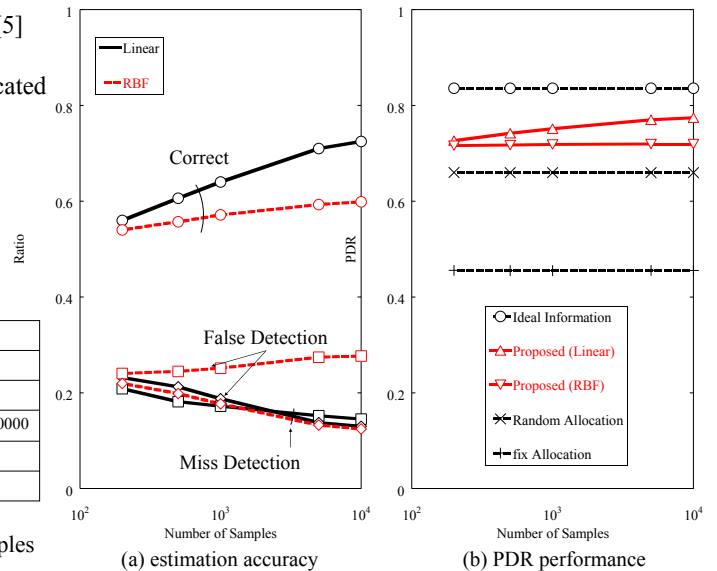 [5]
cated
0000
ples
1
0.8
0.6
0.4
0.2
0
Ratio
Linear
RBF
Correct
False Detection
Miss Detection
10^2
10^3
10^4
Number of Samples
(a) estimation accuracy
1
0.8
0.6
0.4
0.2
0
PDR
Ideal Information
Proposed (Linear)
Proposed (RBF)
Random Allocation
fix Allocation
10^2
10^3
10^4
Number of Samples
(b) PDR performance